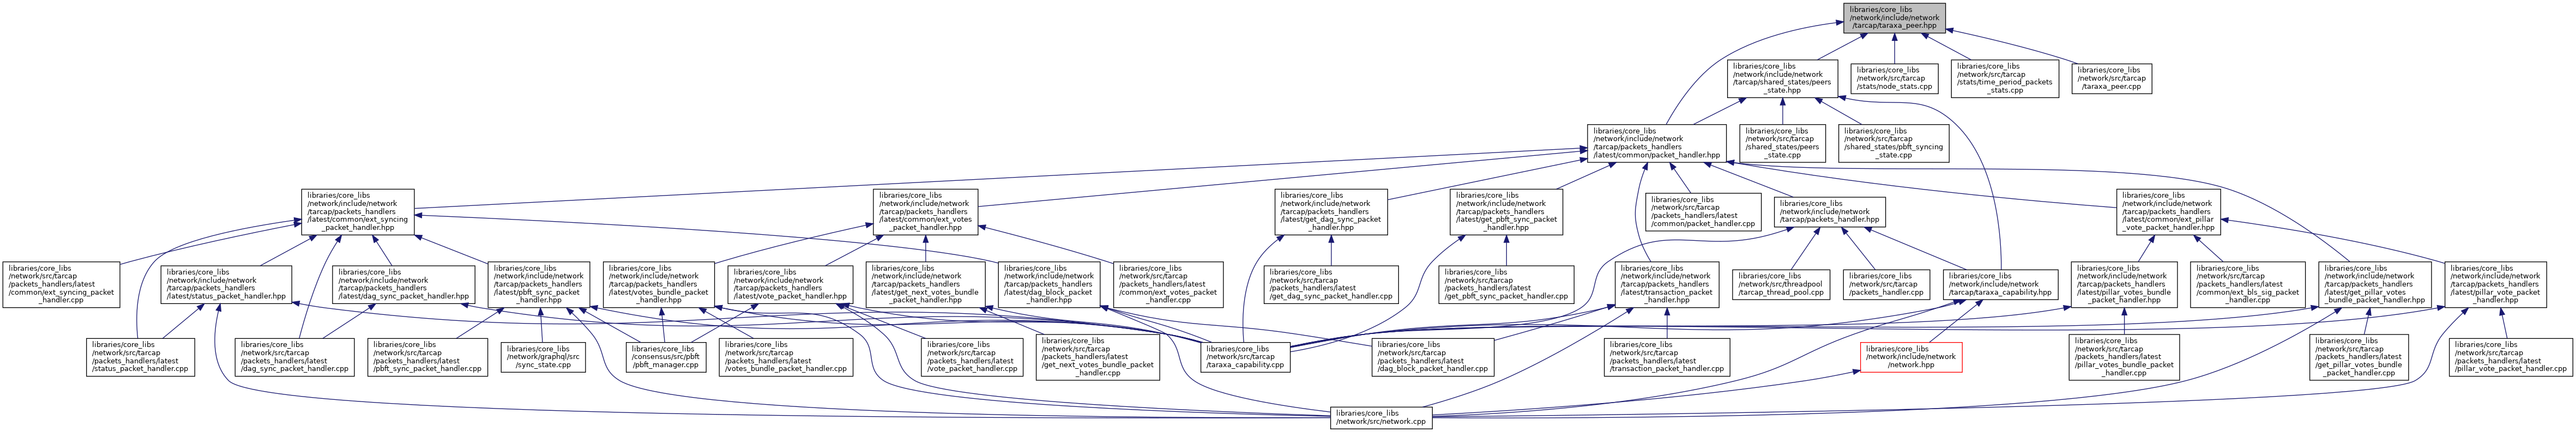 libraries/core_libs
/network/include/network
/tarcap/taraxa_peer.hpp
libraries/core_libs
/network/include/network
/tarcap/shared_states/peers
_state.hpp
libraries/core_libs
/network/src/tarcap
/stats/node_stats.cpp
libraries/core_libs
/network/src/tarcap
/stats/time_period_packets
_stats.cpp
libraries/core_libs
/network/src/tarcap
/taraxa_peer.cpp
libraries/core_libs
/network/include/network
/tarcap/packets_handlers
/latest/common/packet_handler.hpp
libraries/core_libs
/network/src/tarcap
/shared_states/peers
_state.cpp
libraries/core_libs
/network/src/tarcap
/shared_states/pbft_syncing
_state.cpp
libraries/core_libs
/network/include/network
/tarcap/packets_handlers
/latest/common/ext_syncing
_packet_handler.hpp
libraries/core_libs
/network/include/network
/tarcap/packets_handlers
/latest/common/ext_votes
_packet_handler.hpp
libraries/core_libs
/network/include/network
/tarcap/packets_handlers
/latest/get_dag_sync_packet
_handler.hpp
libraries/core_libs
/network/include/network
/tarcap/packets_handlers
/latest/get_pbft_sync_packet
_handler.hpp
libraries/core_libs
/network/src/tarcap
/packets_handlers/latest
/common/packet_handler.cpp
libraries/core_libs
/network/include/network
/tarcap/packets_handler.hpp
libraries/core_libs
/network/include/network
/tarcap/packets_handlers
/latest/common/ext_pillar
_vote_packet_handler.hpp
libraries/core_libs
/network/src/tarcap
/packets_handlers/latest
/common/ext_syncing_packet
_handler.cpp
libraries/core_libs
/network/include/network
/tarcap/packets_handlers
/latest/status_packet_handler.hpp
libraries/core_libs
/network/include/network
/tarcap/packets_handlers
/latest/dag_sync_packet_handler.hpp
libraries/core_libs
/network/include/network
/tarcap/packets_handlers
/latest/pbft_sync_packet
_handler.hpp
libraries/core_libs
/network/include/network
/tarcap/packets_handlers
/latest/votes_bundle_packet
_handler.hpp
libraries/core_libs
/network/include/network
/tarcap/packets_handlers
/latest/vote_packet_handler.hpp
libraries/core_libs
/network/include/network
/tarcap/packets_handlers
/latest/get_next_votes_bundle
_packet_handler.hpp
libraries/core_libs
/network/include/network
/tarcap/packets_handlers
/latest/dag_block_packet
_handler.hpp
libraries/core_libs
/network/src/tarcap
/packets_handlers/latest
/common/ext_votes_packet
_handler.cpp
libraries/core_libs
/network/src/tarcap
/packets_handlers/latest
/get_dag_sync_packet_handler.cpp
libraries/core_libs
/network/src/tarcap
/packets_handlers/latest
/get_pbft_sync_packet_handler.cpp
libraries/core_libs
/network/include/network
/tarcap/packets_handlers
/latest/transaction_packet
_handler.hpp
libraries/core_libs
/network/src/threadpool
/tarcap_thread_pool.cpp
libraries/core_libs
/network/src/tarcap
/packets_handler.cpp
libraries/core_libs
/network/include/network
/tarcap/taraxa_capability.hpp
libraries/core_libs
/network/include/network
/tarcap/packets_handlers
/latest/pillar_votes_bundle
_packet_handler.hpp
libraries/core_libs
/network/src/tarcap
/packets_handlers/latest
/common/ext_bls_sig_packet
_handler.cpp
libraries/core_libs
/network/include/network
/tarcap/packets_handlers
/latest/get_pillar_votes
_bundle_packet_handler.hpp
libraries/core_libs
/network/include/network
/tarcap/packets_handlers
/latest/pillar_vote_packet
_handler.hpp
libraries/core_libs
/network/src/tarcap
/packets_handlers/latest
/status_packet_handler.cpp
libraries/core_libs
/network/src/tarcap
/packets_handlers/latest
/dag_sync_packet_handler.cpp
libraries/core_libs
/network/src/tarcap
/packets_handlers/latest
/pbft_sync_packet_handler.cpp
libraries/core_libs
/network/graphql/src
/sync_state.cpp
libraries/core_libs
/consensus/src/pbft
/pbft_manager.cpp
libraries/core_libs
/network/src/tarcap
/packets_handlers/latest
/votes_bundle_packet_handler.cpp
libraries/core_libs
/network/src/tarcap
/packets_handlers/latest
/vote_packet_handler.cpp
libraries/core_libs
/network/src/tarcap
/packets_handlers/latest
/get_next_votes_bundle_packet
_handler.cpp
libraries/core_libs
/network/src/tarcap
/taraxa_capability.cpp
libraries/core_libs
/network/src/tarcap
/packets_handlers/latest
/dag_block_packet_handler.cpp
libraries/core_libs
/network/src/tarcap
/packets_handlers/latest
/transaction_packet_handler.cpp
libraries/core_libs
/network/include/network
/network.hpp
libraries/core_libs
/network/src/tarcap
/packets_handlers/latest
/pillar_votes_bundle_packet
_handler.cpp
libraries/core_libs
/network/src/tarcap
/packets_handlers/latest
/get_pillar_votes_bundle
_packet_handler.cpp
libraries/core_libs
/network/src/tarcap
/packets_handlers/latest
/pillar_vote_packet_handler.cpp
libraries/core_libs
/network/src/network.cpp